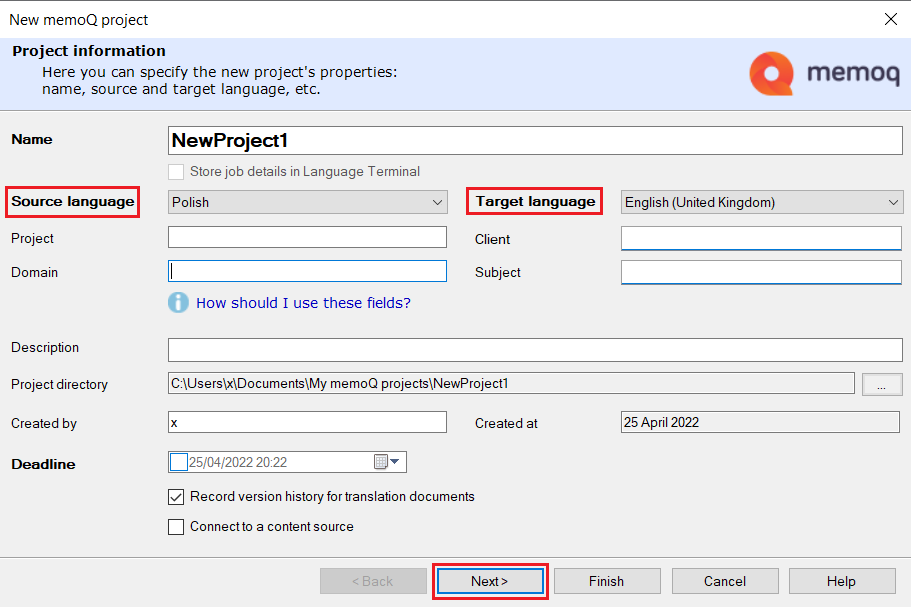 New memoQ project
Project information
Here you can specify the new project's properties:
name, source and target language, etc.
memoq
Name NewProject1
Store job details in Language Terminal
Source language Polish Target language English (United Kingdom)
Project Client
Domain Subject
How should I use these fields?
Description
Project directory C:\Users\x\Documents\My memoQ projects\NewProject1 ...
Created by x Created at 25 April 2022
Deadline 25/04/2022 20:22
Record version history for translation documents
Connect to a content source
< Back Next > Finish Cancel Help